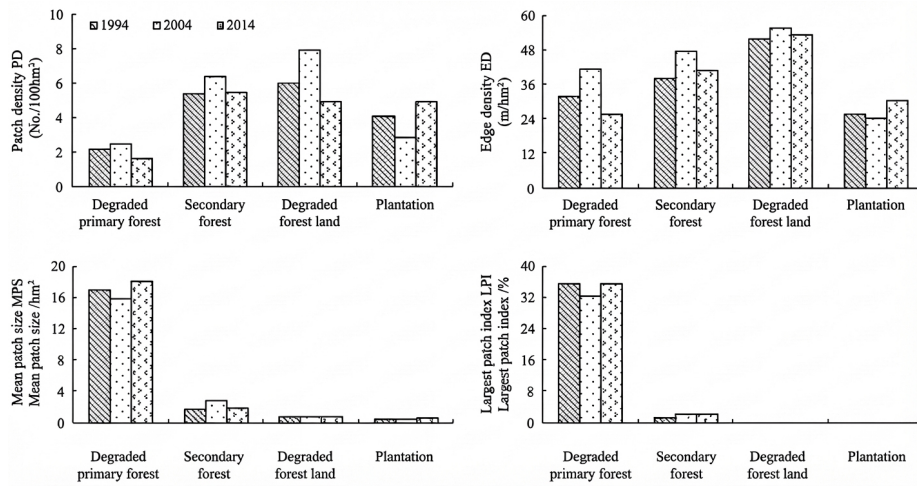 1994 2004 2014
Patch density PD
(No./100hm²)
10
8
6
4
2
0
Degraded primary forest
Secondary forest
Degraded forest land
Plantation
Edge density ED
(m/hm²)
60
48
36
24
12
0
Degraded primary forest
Secondary forest
Degraded forest land
Plantation
Mean patch size MPS
Mean patch size /hm²
20
16
12
8
4
0
Degraded primary forest
Secondary forest
Degraded forest land
Plantation
Largest patch index LPI
Largest patch index /%
40
32
24
16
8
0
Degraded primary forest
Secondary forest
Degraded forest land
Plantation